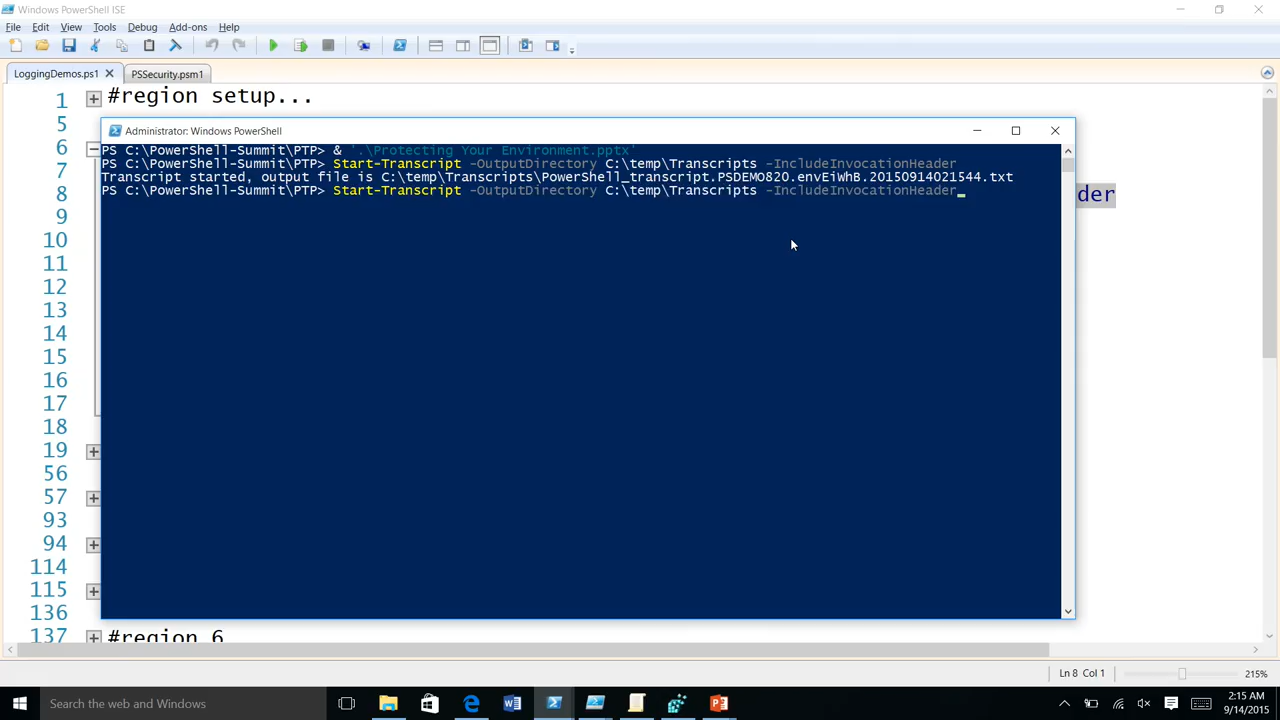 Windows PowerShell ISE
File Edit View Tools Debug Add-ons Help
LoggingDemos.ps1 PSSecurity.psm1
1 #region setup...
5
6
7
8 der
9
10
11
12
13
14
15
16
17
18
19
56
57
93
94
114
115
136
137 #region 6
Administrator: Windows PowerShell
PS C:\PowerShell-Summit\PTP> & '.\Protecting Your Environment.pptx'
PS C:\PowerShell-Summit\PTP> Start-Transcript -OutputDirectory C:\temp\Transcripts -IncludeInvocationHeader
Transcript started, output file is C:\temp\Transcripts\PowerShell_transcript.PSDEMO820.envEiWhB.20150914021544.txt
PS C:\PowerShell-Summit\PTP> Start-Transcript -OutputDirectory C:\temp\Transcripts -IncludeInvocationHeader_
Ln 8 Col 1 215%
Search the web and Windows
2:15 AM
9/14/2015